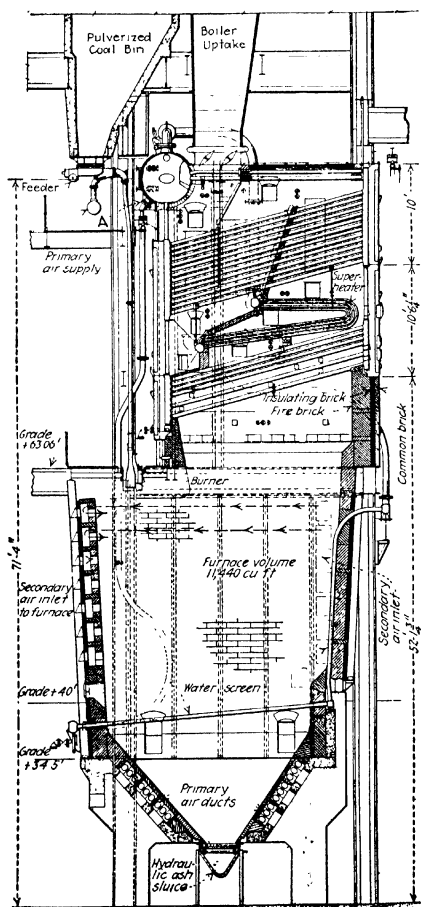 Pulverized
Coal Bin
Boiler
Uptake
Feeder
A
Primary
air supply
10'
Super-
heater
10'6¼"
Insulating brick
Fire brick
Common brick
Grade
+63.06'
Burner
71'-4"
Furnace volume
11,440 cu ft
Secondary
air inlet
to furnace
Secondary
air inlet
52'-1¾"
Grade+40'
Water screen
Grade
+34.5'
Primary
air ducts
Hydrau-
lic ash
sluice